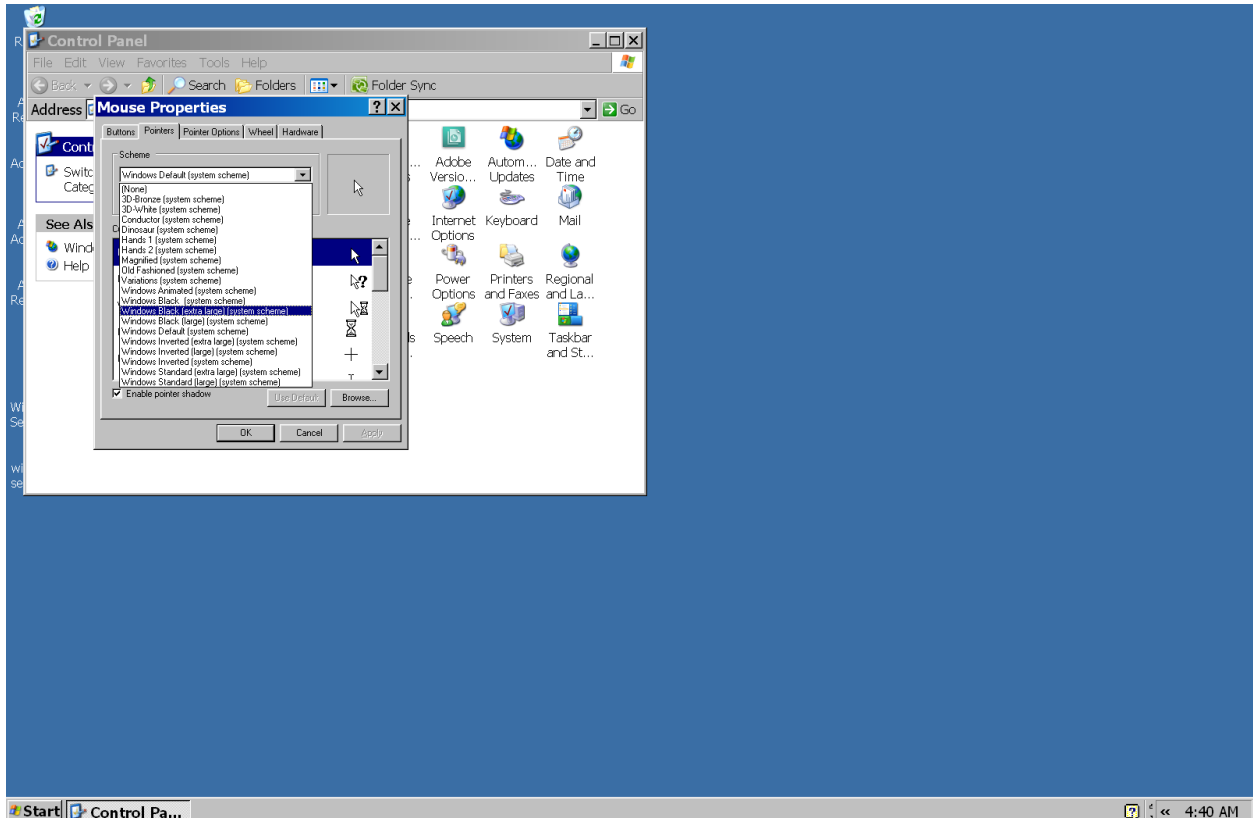 R
Control Panel
File Edit View Favorites Tools Help
Back Search Folders Folder Sync
Address Go
Mouse Properties
Buttons Pointers Pointer Options Wheel Hardware
Scheme
Windows Default (system scheme)
(None)
3D-Bronze (system scheme)
3D-White (system scheme)
Conductor (system scheme)
Dinosaur (system scheme)
Hands 1 (system scheme)
Hands 2 (system scheme)
Magnified (system scheme)
Old Fashioned (system scheme)
Variations (system scheme)
Windows Animated (system scheme)
Windows Black (system scheme)
Windows Black (extra large) (system scheme)
Windows Black (large) (system scheme)
Windows Default (system scheme)
Windows Inverted (extra large) (system scheme)
Windows Inverted (large) (system scheme)
Windows Inverted (system scheme)
Windows Standard (extra large) (system scheme)
Windows Standard (large) (system scheme)
Enable pointer shadow
Use Default Browse...
OK Cancel Apply
Cont
Switc
Categ
See Als
Wind
Help
Adobe Versio...
Autom... Updates
Date and Time
Internet Options
Keyboard
Mail
Power Options
Printers and Faxes
Regional and La...
Speech
System
Taskbar and St...
Start Control Pa... 4:40 AM